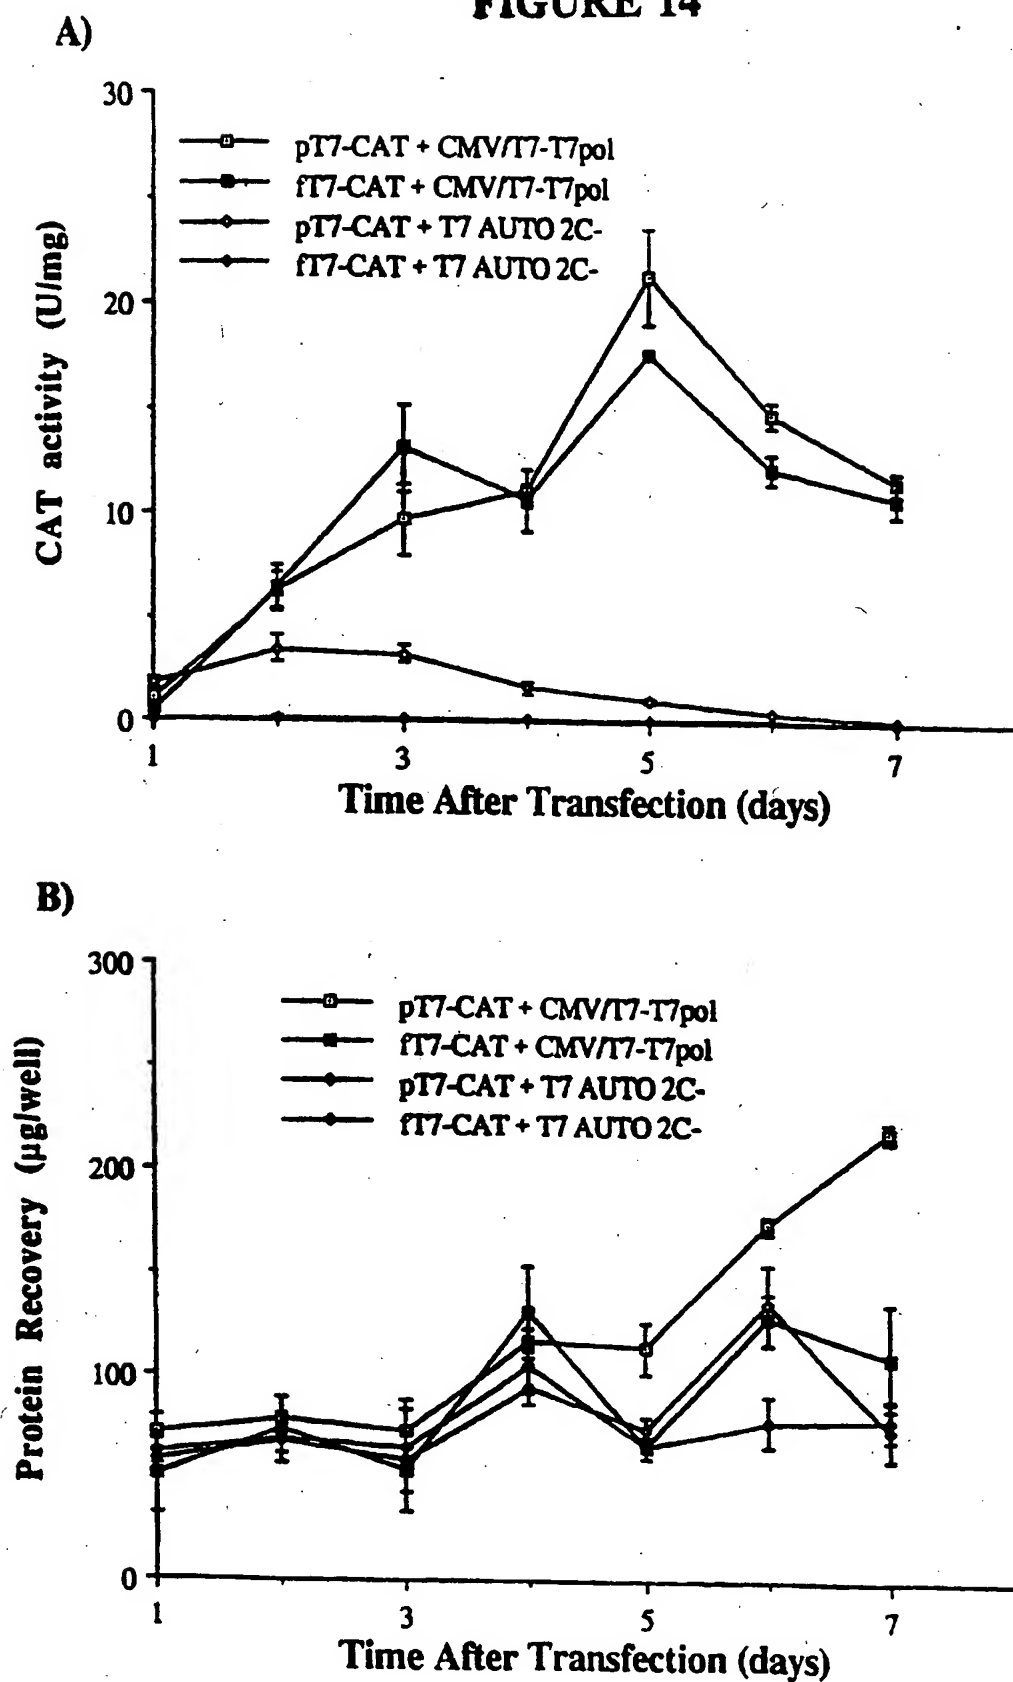 FIGURE 14
A)
30
pT7-CAT + CMV/T7-T7pol
fT7-CAT + CMV/T7-T7pol
pT7-CAT + T7 AUTO 2C-
fT7-CAT + T7 AUTO 2C-
20
10
0
CAT activity (U/mg)
1 3 5 7
Time After Transfection (days)
B)
300
pT7-CAT + CMV/T7-T7pol
fT7-CAT + CMV/T7-T7pol
pT7-CAT + T7 AUTO 2C-
fT7-CAT + T7 AUTO 2C-
200
100
0
Protein Recovery (µg/well)
1 3 5 7
Time After Transfection (days)